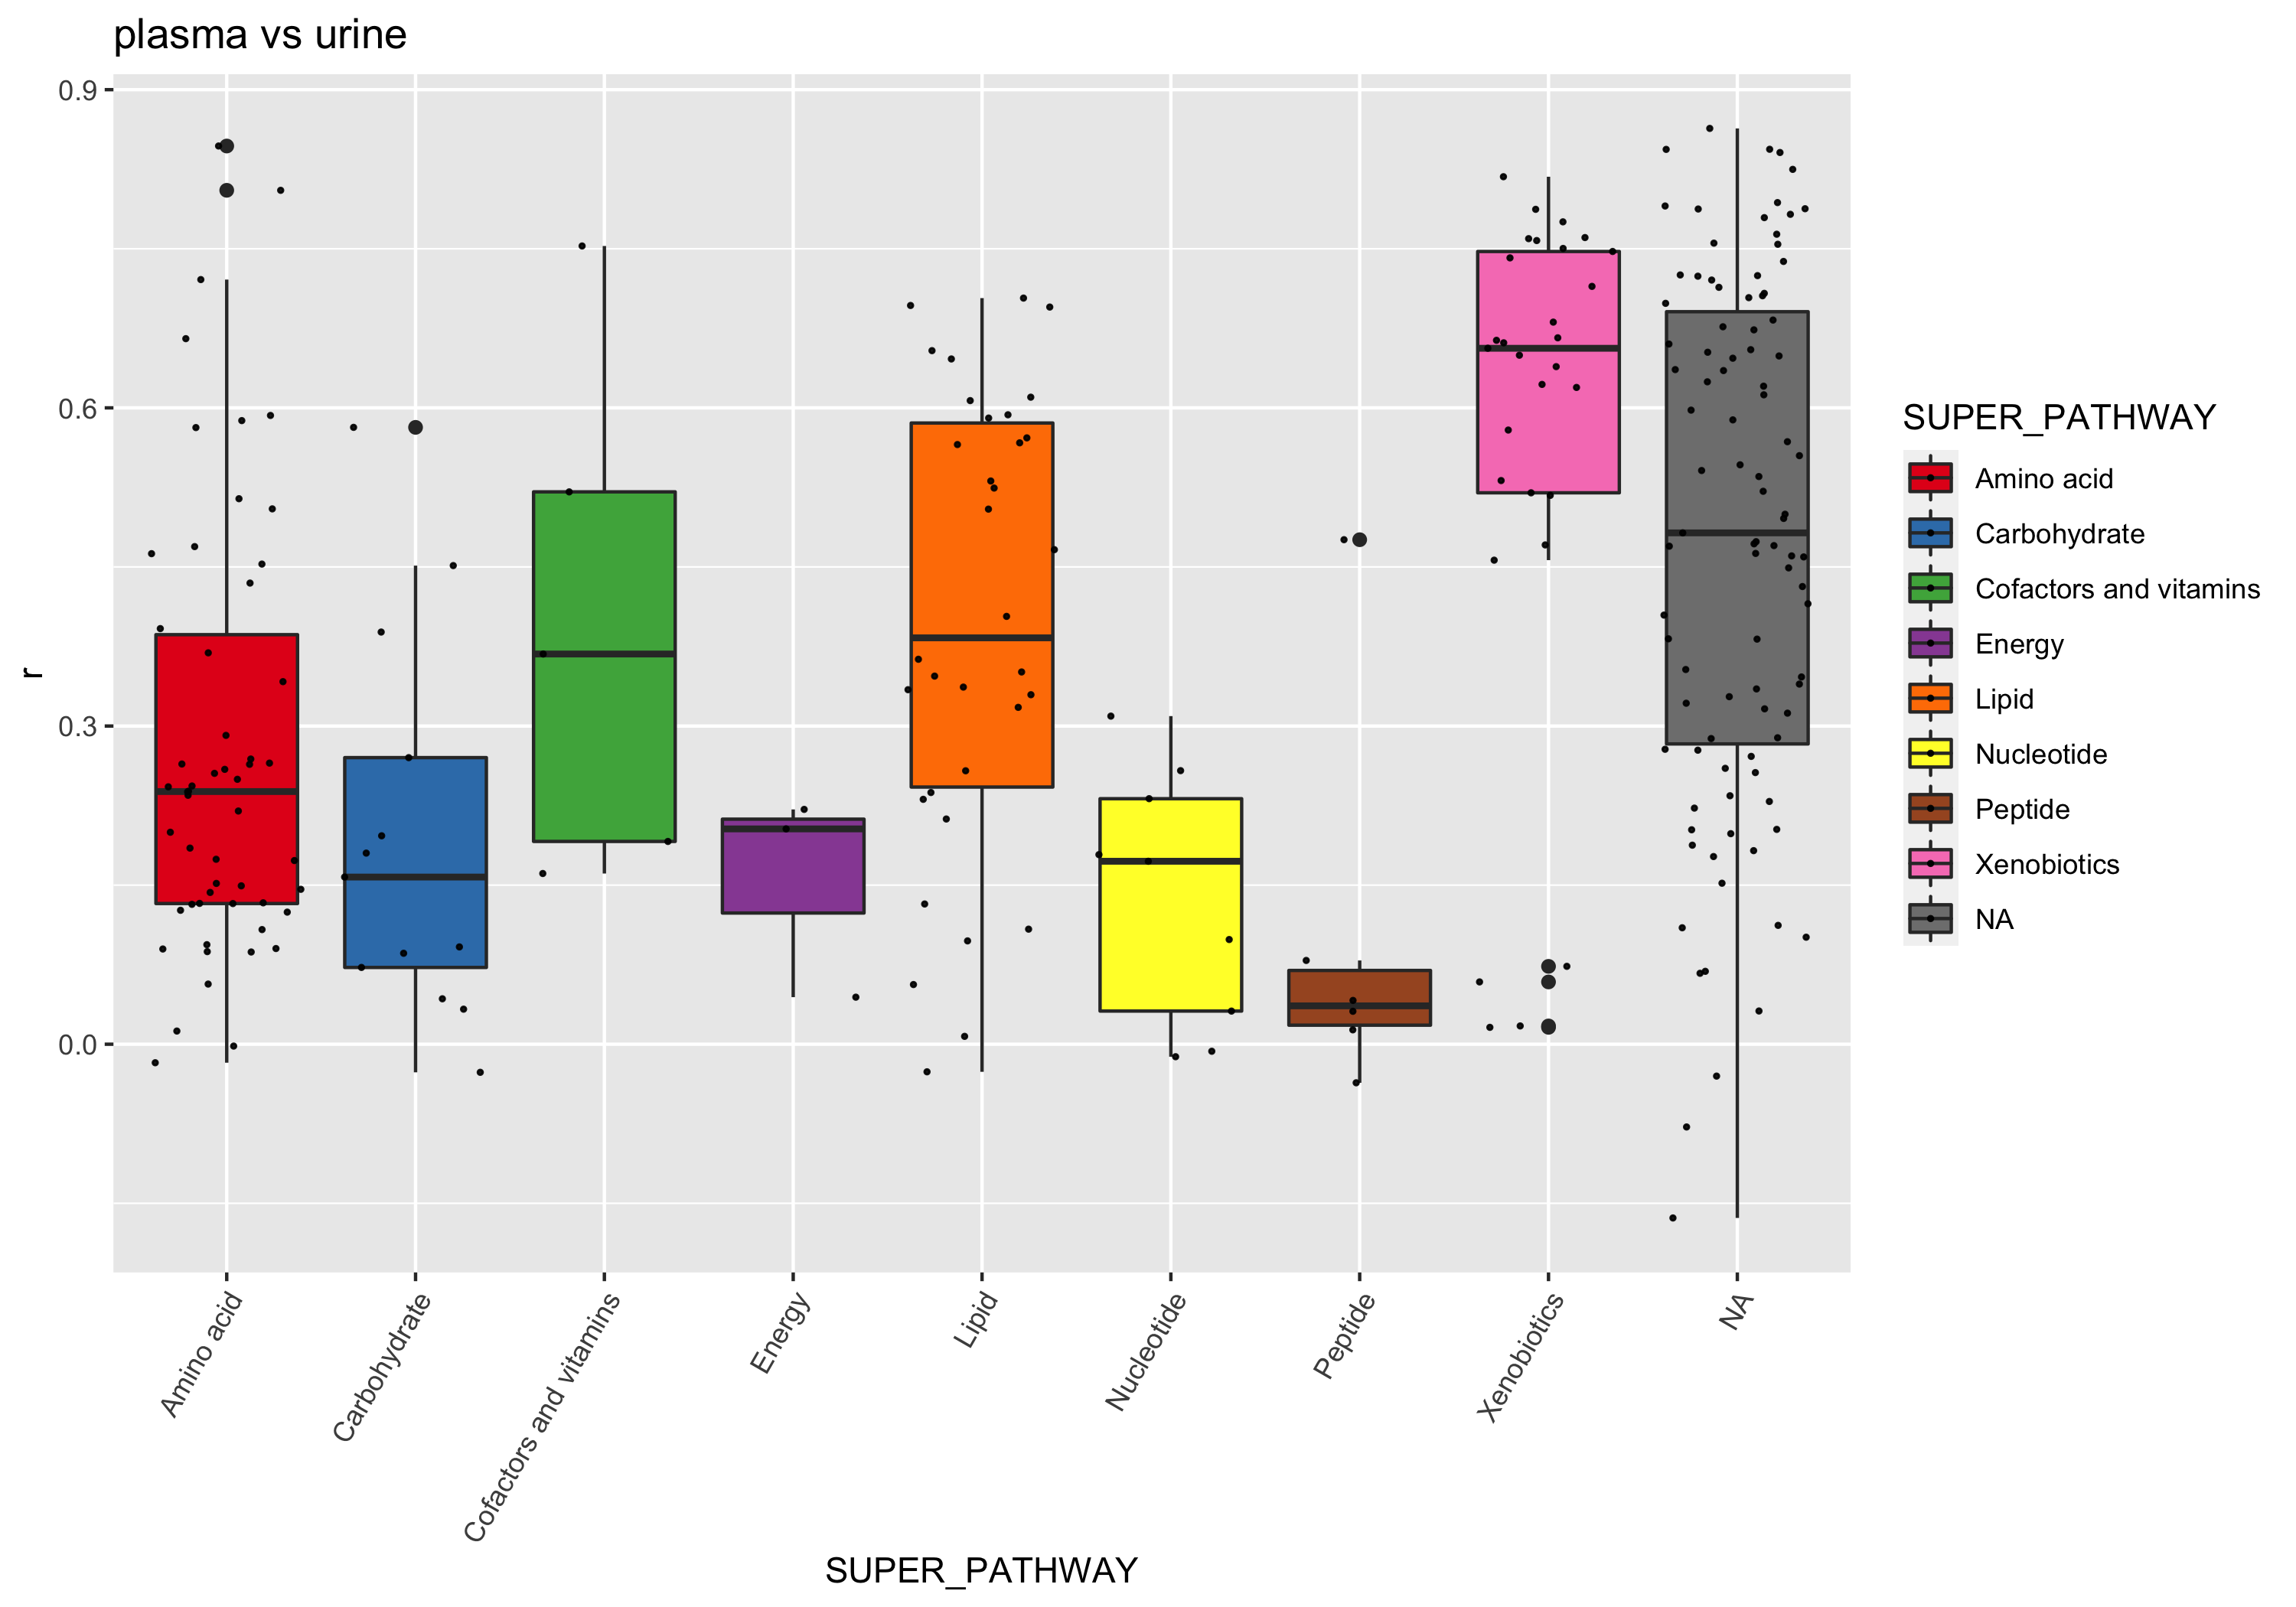 plasma vs urine
0.9
0.6
0.3
0.0
r
Amino acid
Carbohydrate
Cofactors and vitamins
Energy
Lipid
Nucleotide
Peptide
Xenobiotics
NA
SUPER_PATHWAY
SUPER_PATHWAY
Amino acid
Carbohydrate
Cofactors and vitamins
Energy
Lipid
Nucleotide
Peptide
Xenobiotics
NA